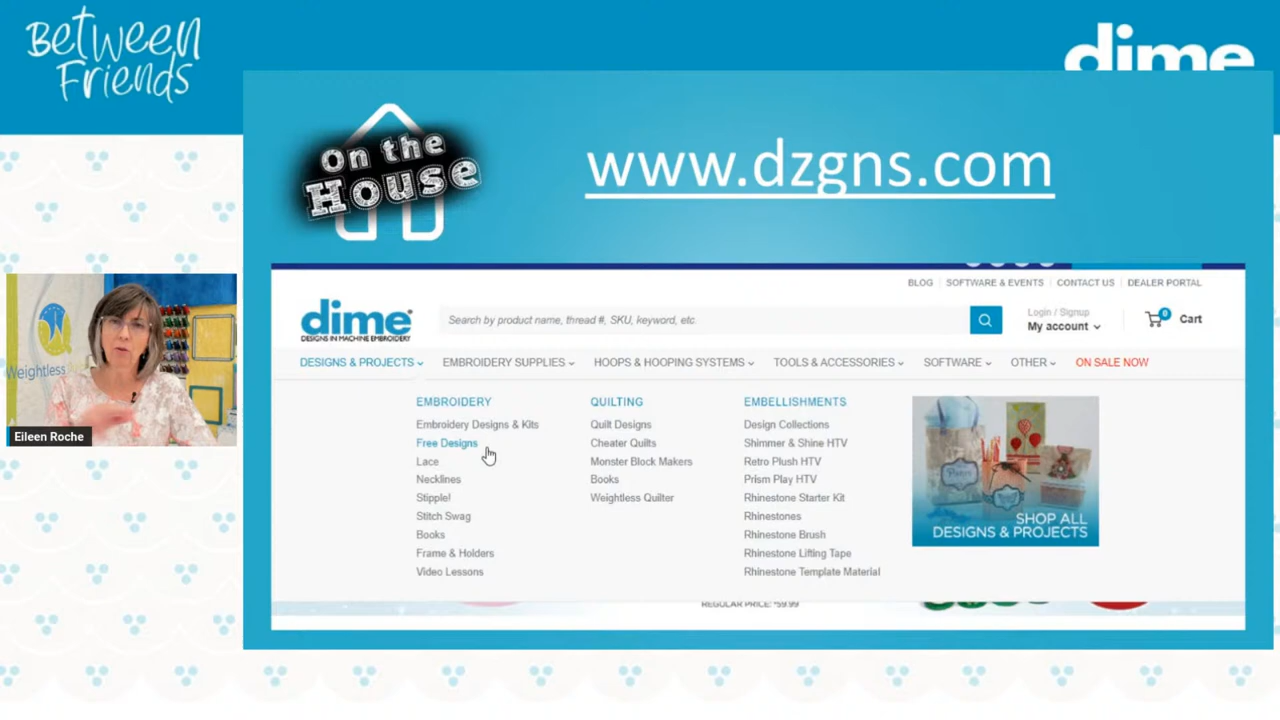 Between
Friends
dime
On the
House
www.dzgns.com
BLOG | SOFTWARE & EVENTS | CONTACT US | DEALER PORTAL
dime
DESIGNS IN MACHINE EMBROIDERY
Search by product name, thread #, SKU, keyword, etc.
Login / Signup
My account
0
Cart
DESIGNS & PROJECTS EMBROIDERY SUPPLIES HOOPS & HOOPING SYSTEMS TOOLS & ACCESSORIES SOFTWARE OTHER ON SALE NOW
EMBROIDERY
Embroidery Designs & Kits
Free Designs
Lace
Necklines
Stipple!
Stitch Swag
Books
Frame & Holders
Video Lessons
QUILTING
Quilt Designs
Cheater Quilts
Monster Block Makers
Books
Weightless Quilter
EMBELLISHMENTS
Design Collections
Shimmer & Shine HTV
Retro Plush HTV
Prism Play HTV
Rhinestone Starter Kit
Rhinestones
Rhinestone Brush
Rhinestone Lifting Tape
Rhinestone Template Material
SHOP ALL
DESIGNS & PROJECTS
REGULAR PRICE: $59.99
Weightless
Eileen Roche